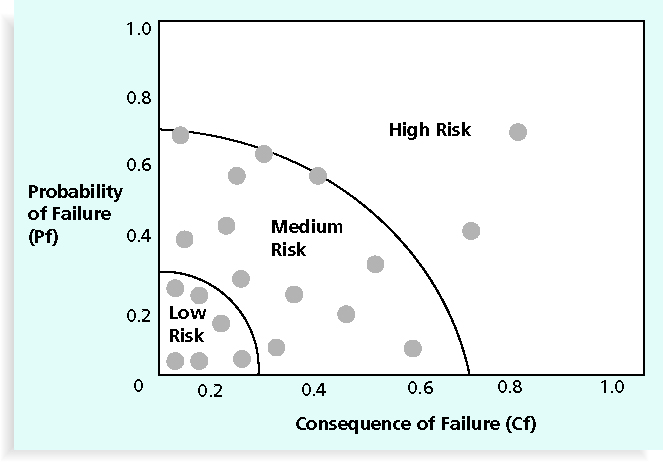 1.0
0.8
High Risk
0.6
Probability
of Failure
(Pf)
0.4
Medium
Risk
0.2
Low
Risk
0
0.2
0.4
0.6
0.8
1.0
Consequence of Failure (Cf)